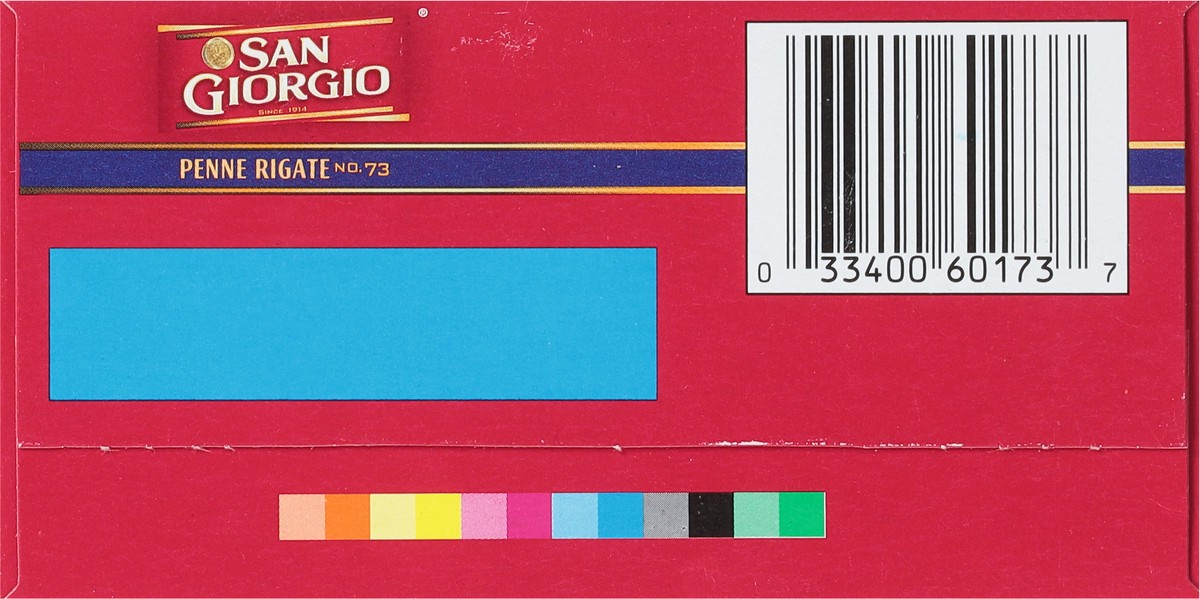 SAN
GIORGIO
®
SINCE 1914
PENNE RIGATE NO. 73
0 33400 60173 7